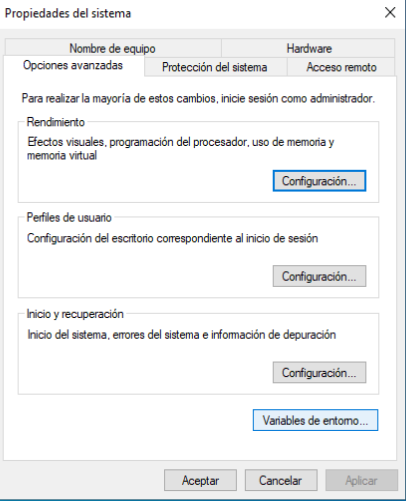 Propiedades del sistema
Nombre de equipo
Hardware
Opciones avanzadas
Protección del sistema
Acceso remoto
Para realizar la mayoría de estos cambios, inicie sesión como administrador.
Rendimiento
Efectos visuales, programación del procesador, uso de memoria y
memoria virtual
Configuración...
Perfiles de usuario
Configuración del escritorio correspondiente al inicio de sesión
Configuración...
Inicio y recuperación
Inicio del sistema, errores del sistema e información de depuración
Configuración...
Variables de entorno...
Aceptar
Cancelar
Aplicar